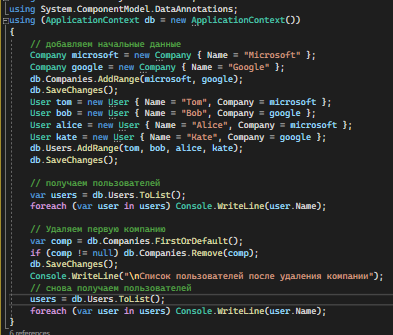 using System.ComponentModel.DataAnnotations;
using (ApplicationContext db = new ApplicationContext())
{
// добавляем начальные данные
Company microsoft = new Company { Name = "Microsoft" };
Company google = new Company { Name = "Google" };
db.Companies.AddRange(microsoft, google);
db.SaveChanges();
User tom = new User { Name = "Tom", Company = microsoft };
User bob = new User { Name = "Bob", Company = google };
User alice = new User { Name = "Alice", Company = microsoft };
User kate = new User { Name = "Kate", Company = google };
db.Users.AddRange(tom, bob, alice, kate);
db.SaveChanges();
// получаем пользователей
var users = db.Users.ToList();
foreach (var user in users) Console.WriteLine(user.Name);
// Удаляем первую компанию
var comp = db.Companies.FirstOrDefault();
if (comp != null) db.Companies.Remove(comp);
db.SaveChanges();
Console.WriteLine("\nСписок пользователей после удаления компании");
// снова получаем пользователей
users = db.Users.ToList();
foreach (var user in users) Console.WriteLine(user.Name);
}
6 references